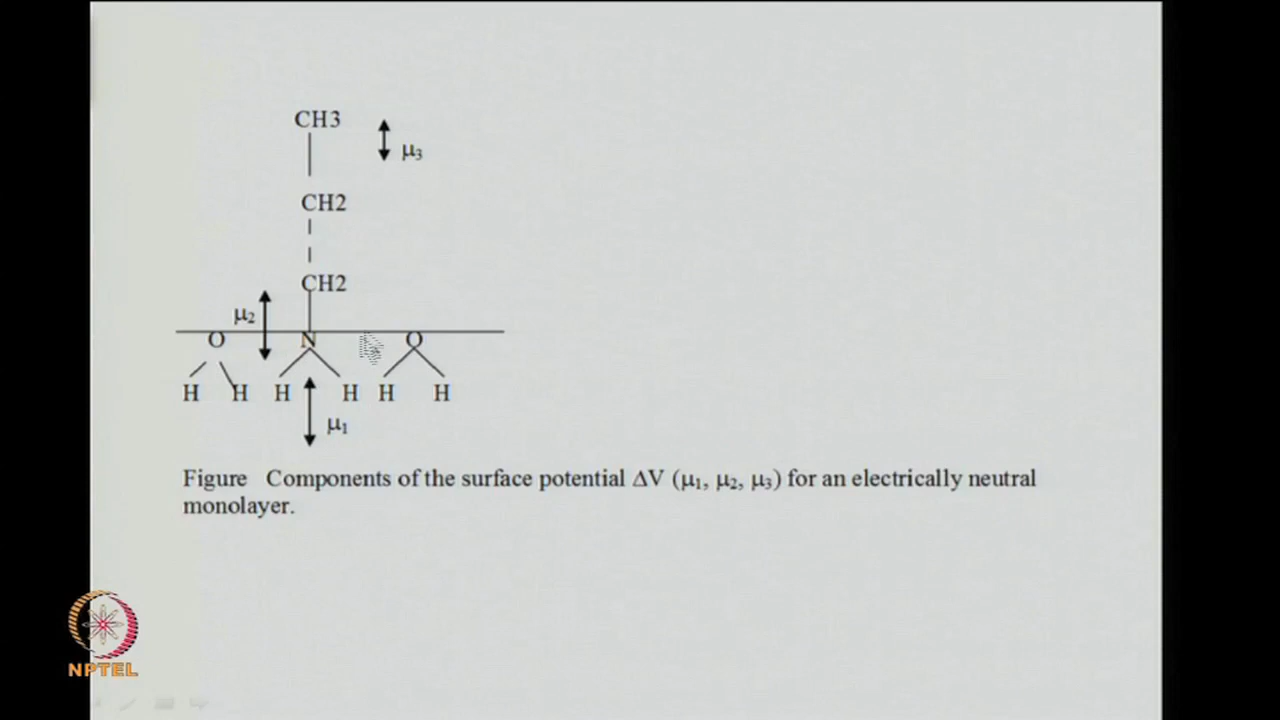 CH3
μ₃
CH2
CH2
μ₂
O N O
H H H H H H
μ₁
Figure Components of the surface potential ΔV (μ₁, μ₂, μ₃) for an electrically neutral
monolayer.
NPTEL